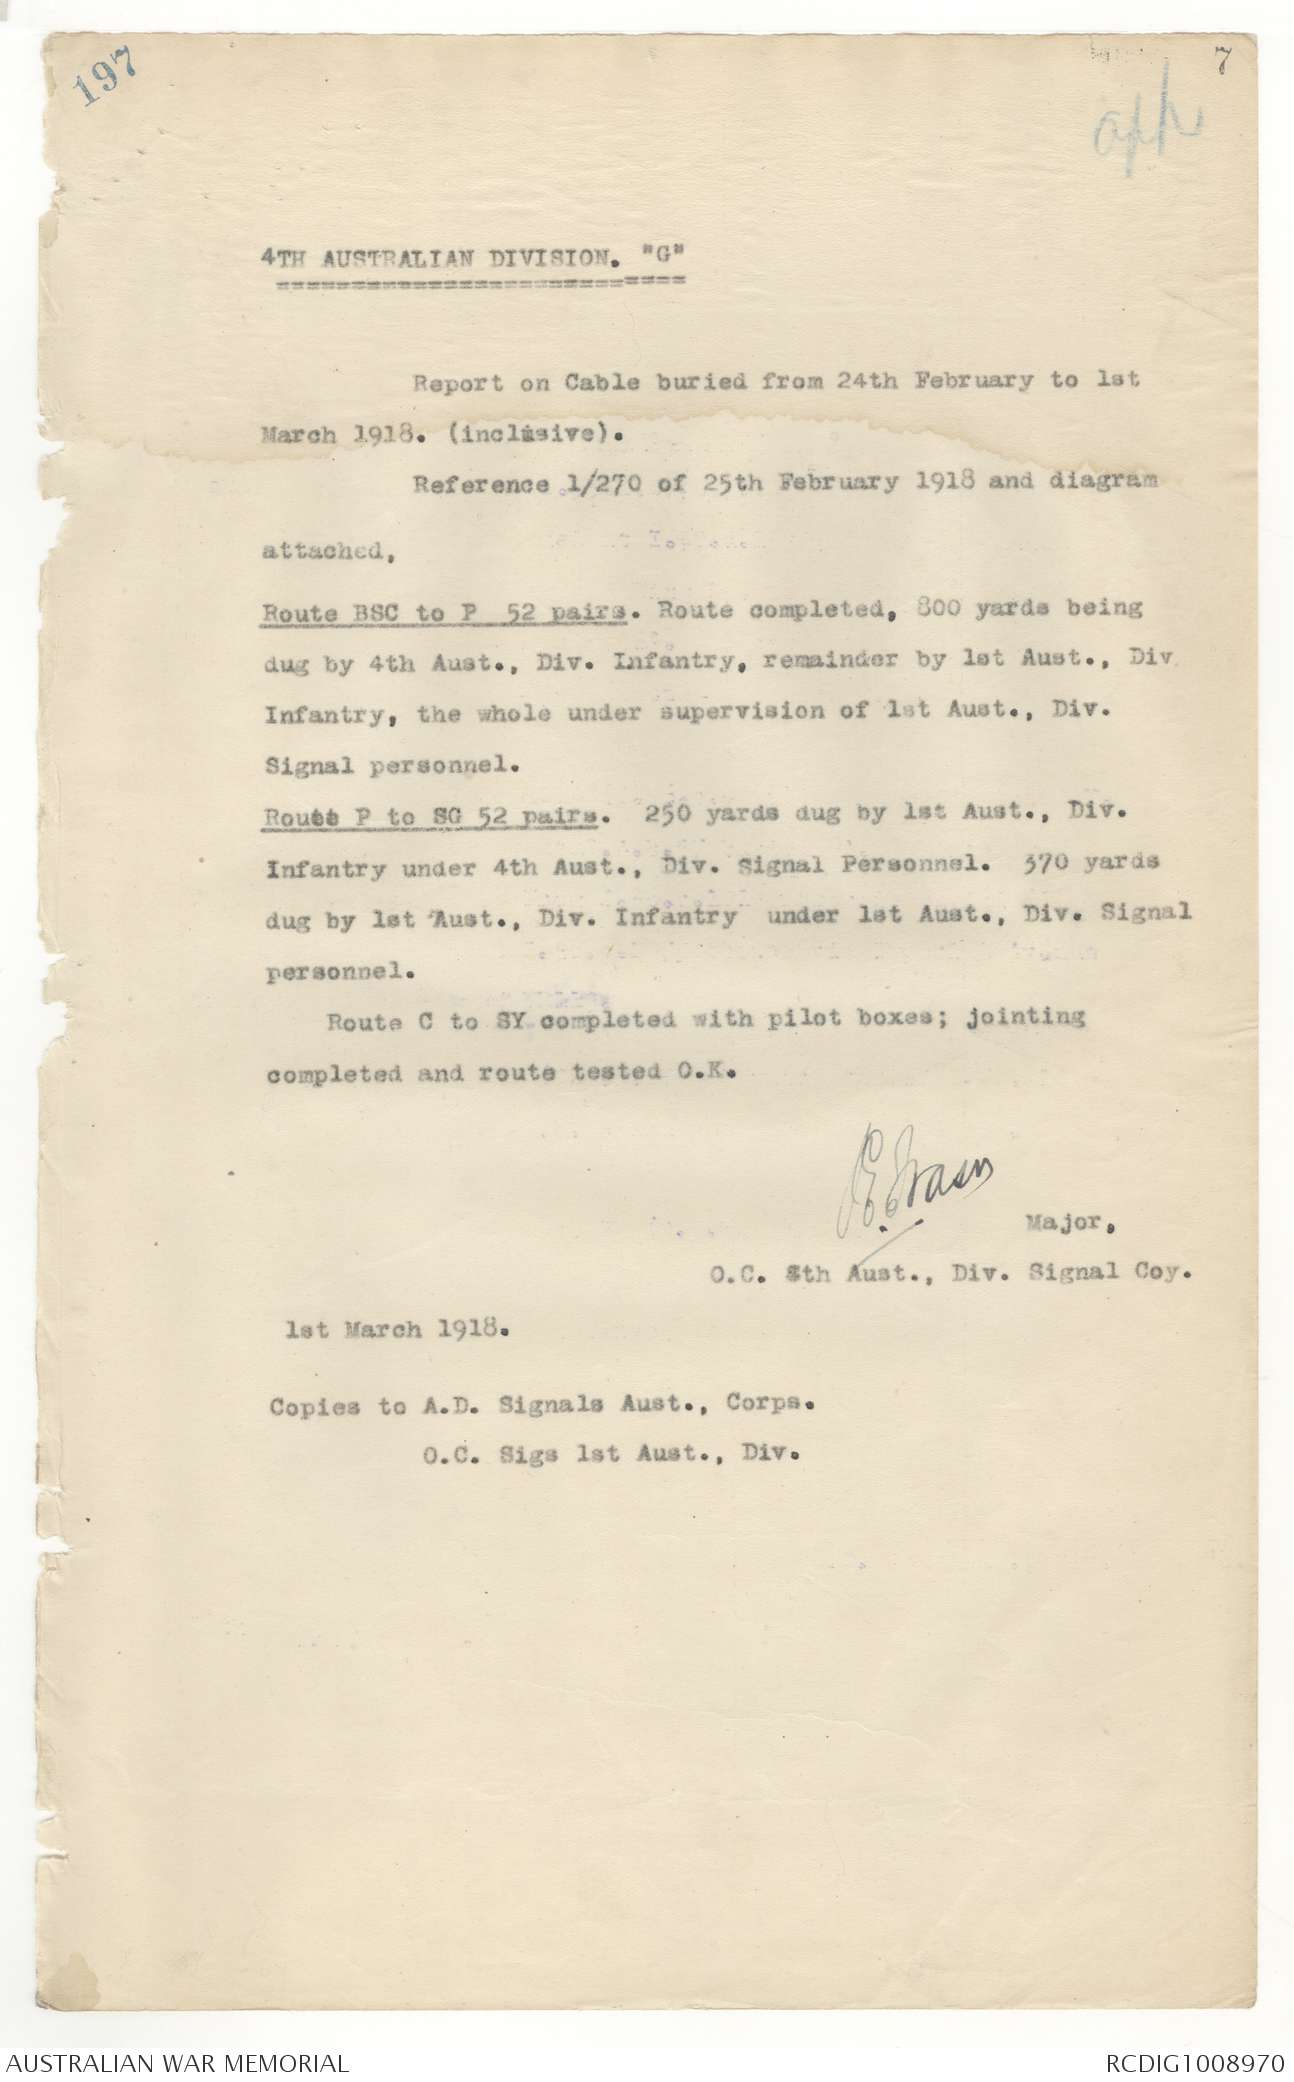 197
7
app
4TH AUSTRALIAN DIVISION. "G"
===========================
Report on Cable buried from 24th February to 1st
March 1918. (inclusive).
Reference 1/270 of 25th February 1918 and diagram
attached,
Route BSC to P 52 pairs. Route completed, 800 yards being
dug by 4th Aust., Div. Infantry, remainder by 1st Aust., Div.
Infantry, the whole under supervision of 1st Aust., Div.
Signal personnel.
Route P to SG 52 pairs. 250 yards dug by 1st Aust., Div.
Infantry under 4th Aust., Div. Signal Personnel. 370 yards
dug by 1st Aust., Div. Infantry under 1st Aust., Div. Signal
personnel.
Route C to SY completed with pilot boxes; jointing
completed and route tested O.K.
Major,
O.C. 4th Aust., Div. Signal Coy.
1st March 1918.
Copies to A.D. Signals Aust., Corps.
O.C. Sigs 1st Aust., Div.
AUSTRALIAN WAR MEMORIAL
RCDIG1008970